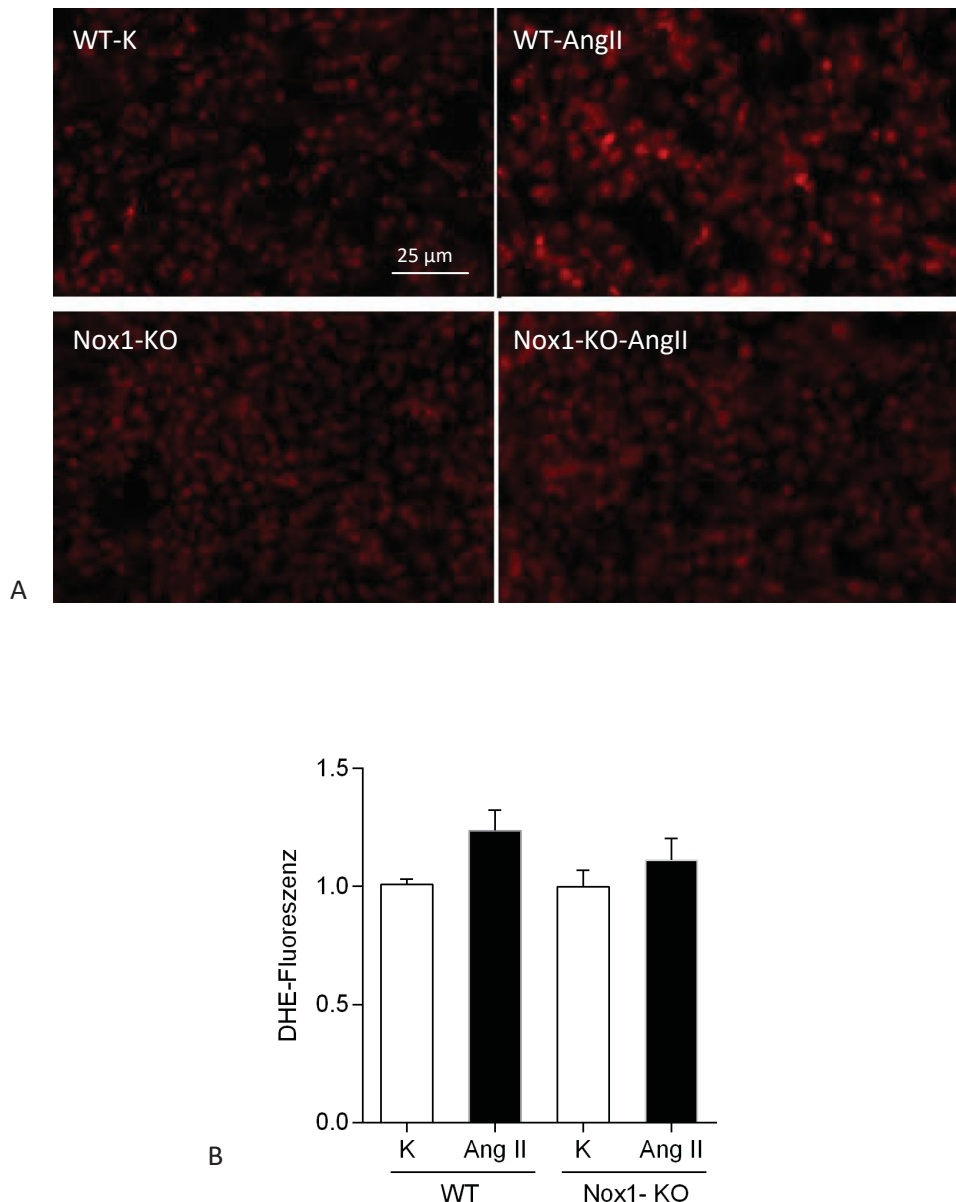 WT-K
WT-AngII
25 µm
Nox1-KO
Nox1-KO-AngII
A
1.5
1.0
0.5
0.0
DHE-Fluoreszenz
K Ang II K Ang II
WT Nox1- KO
B